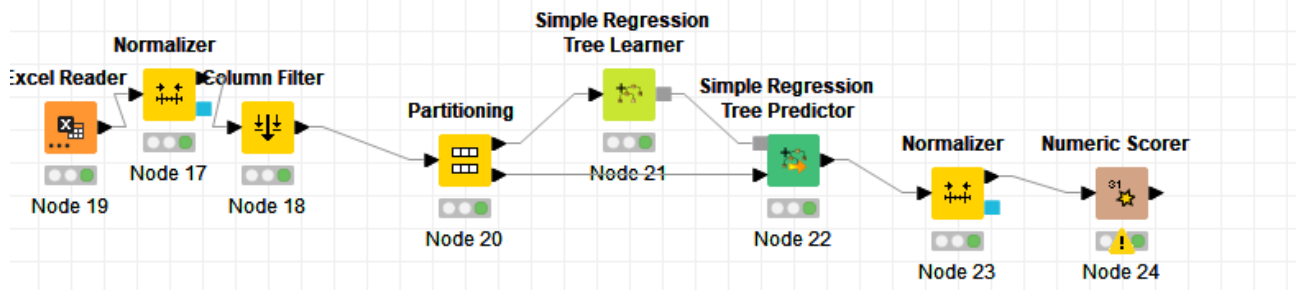 Simple Regression
Tree Learner
Normalizer
Excel Reader
Column Filter
Simple Regression
Tree Predictor
Partitioning
Normalizer
Numeric Scorer
Node 17
Node 21
Node 19
Node 18
Node 20
Node 22
31
Node 23
Node 24